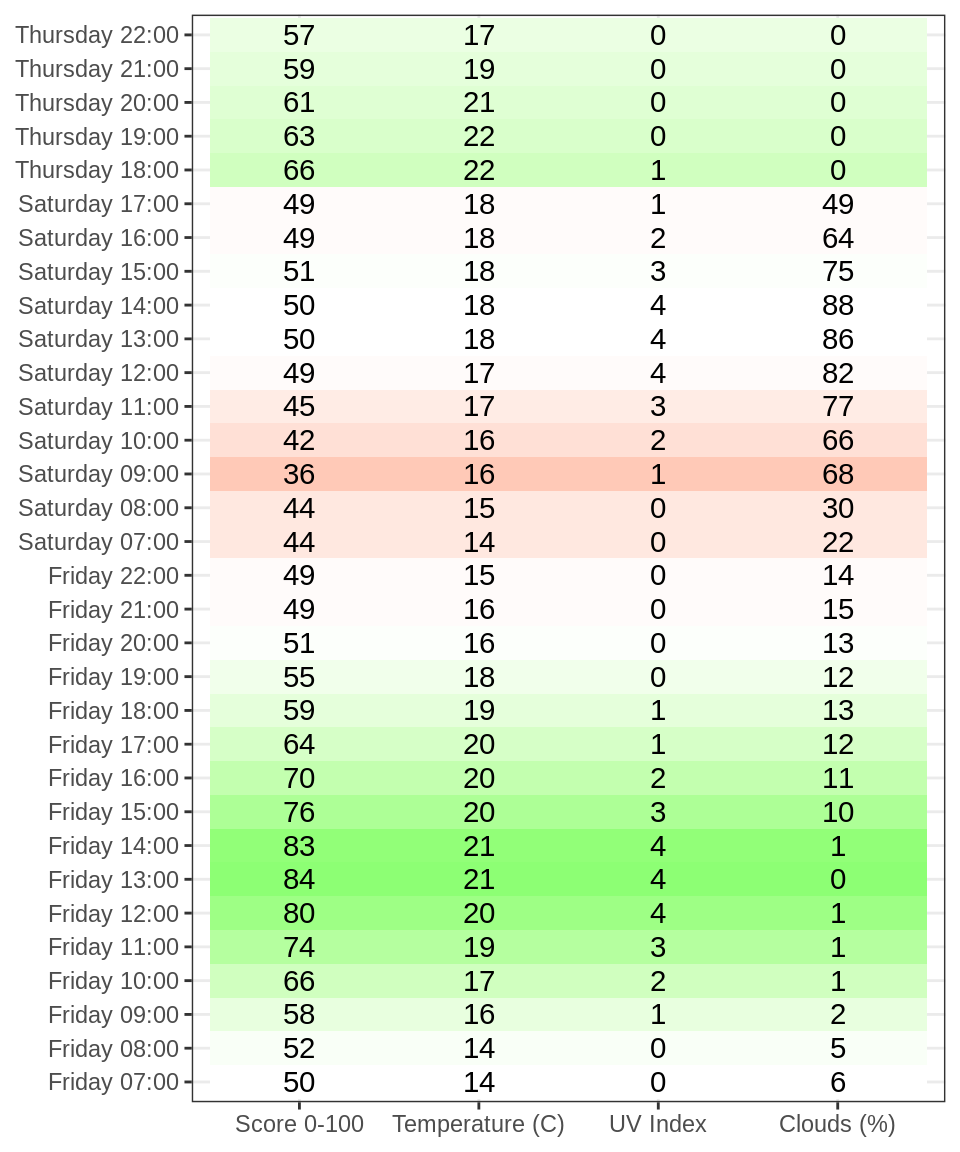 Thursday 22:00 57 17 0 0
Thursday 21:00 59 19 0 0
Thursday 20:00 61 21 0 0
Thursday 19:00 63 22 0 0
Thursday 18:00 66 22 1 0
Saturday 17:00 49 18 1 49
Saturday 16:00 49 18 2 64
Saturday 15:00 51 18 3 75
Saturday 14:00 50 18 4 88
Saturday 13:00 50 18 4 86
Saturday 12:00 49 17 4 82
Saturday 11:00 45 17 3 77
Saturday 10:00 42 16 2 66
Saturday 09:00 36 16 1 68
Saturday 08:00 44 15 0 30
Saturday 07:00 44 14 0 22
Friday 22:00 49 15 0 14
Friday 21:00 49 16 0 15
Friday 20:00 51 16 0 13
Friday 19:00 55 18 0 12
Friday 18:00 59 19 1 13
Friday 17:00 64 20 1 12
Friday 16:00 70 20 2 11
Friday 15:00 76 20 3 10
Friday 14:00 83 21 4 1
Friday 13:00 84 21 4 0
Friday 12:00 80 20 4 1
Friday 11:00 74 19 3 1
Friday 10:00 66 17 2 1
Friday 09:00 58 16 1 2
Friday 08:00 52 14 0 5
Friday 07:00 50 14 0 6
Score 0-100 Temperature (C) UV Index Clouds (%)